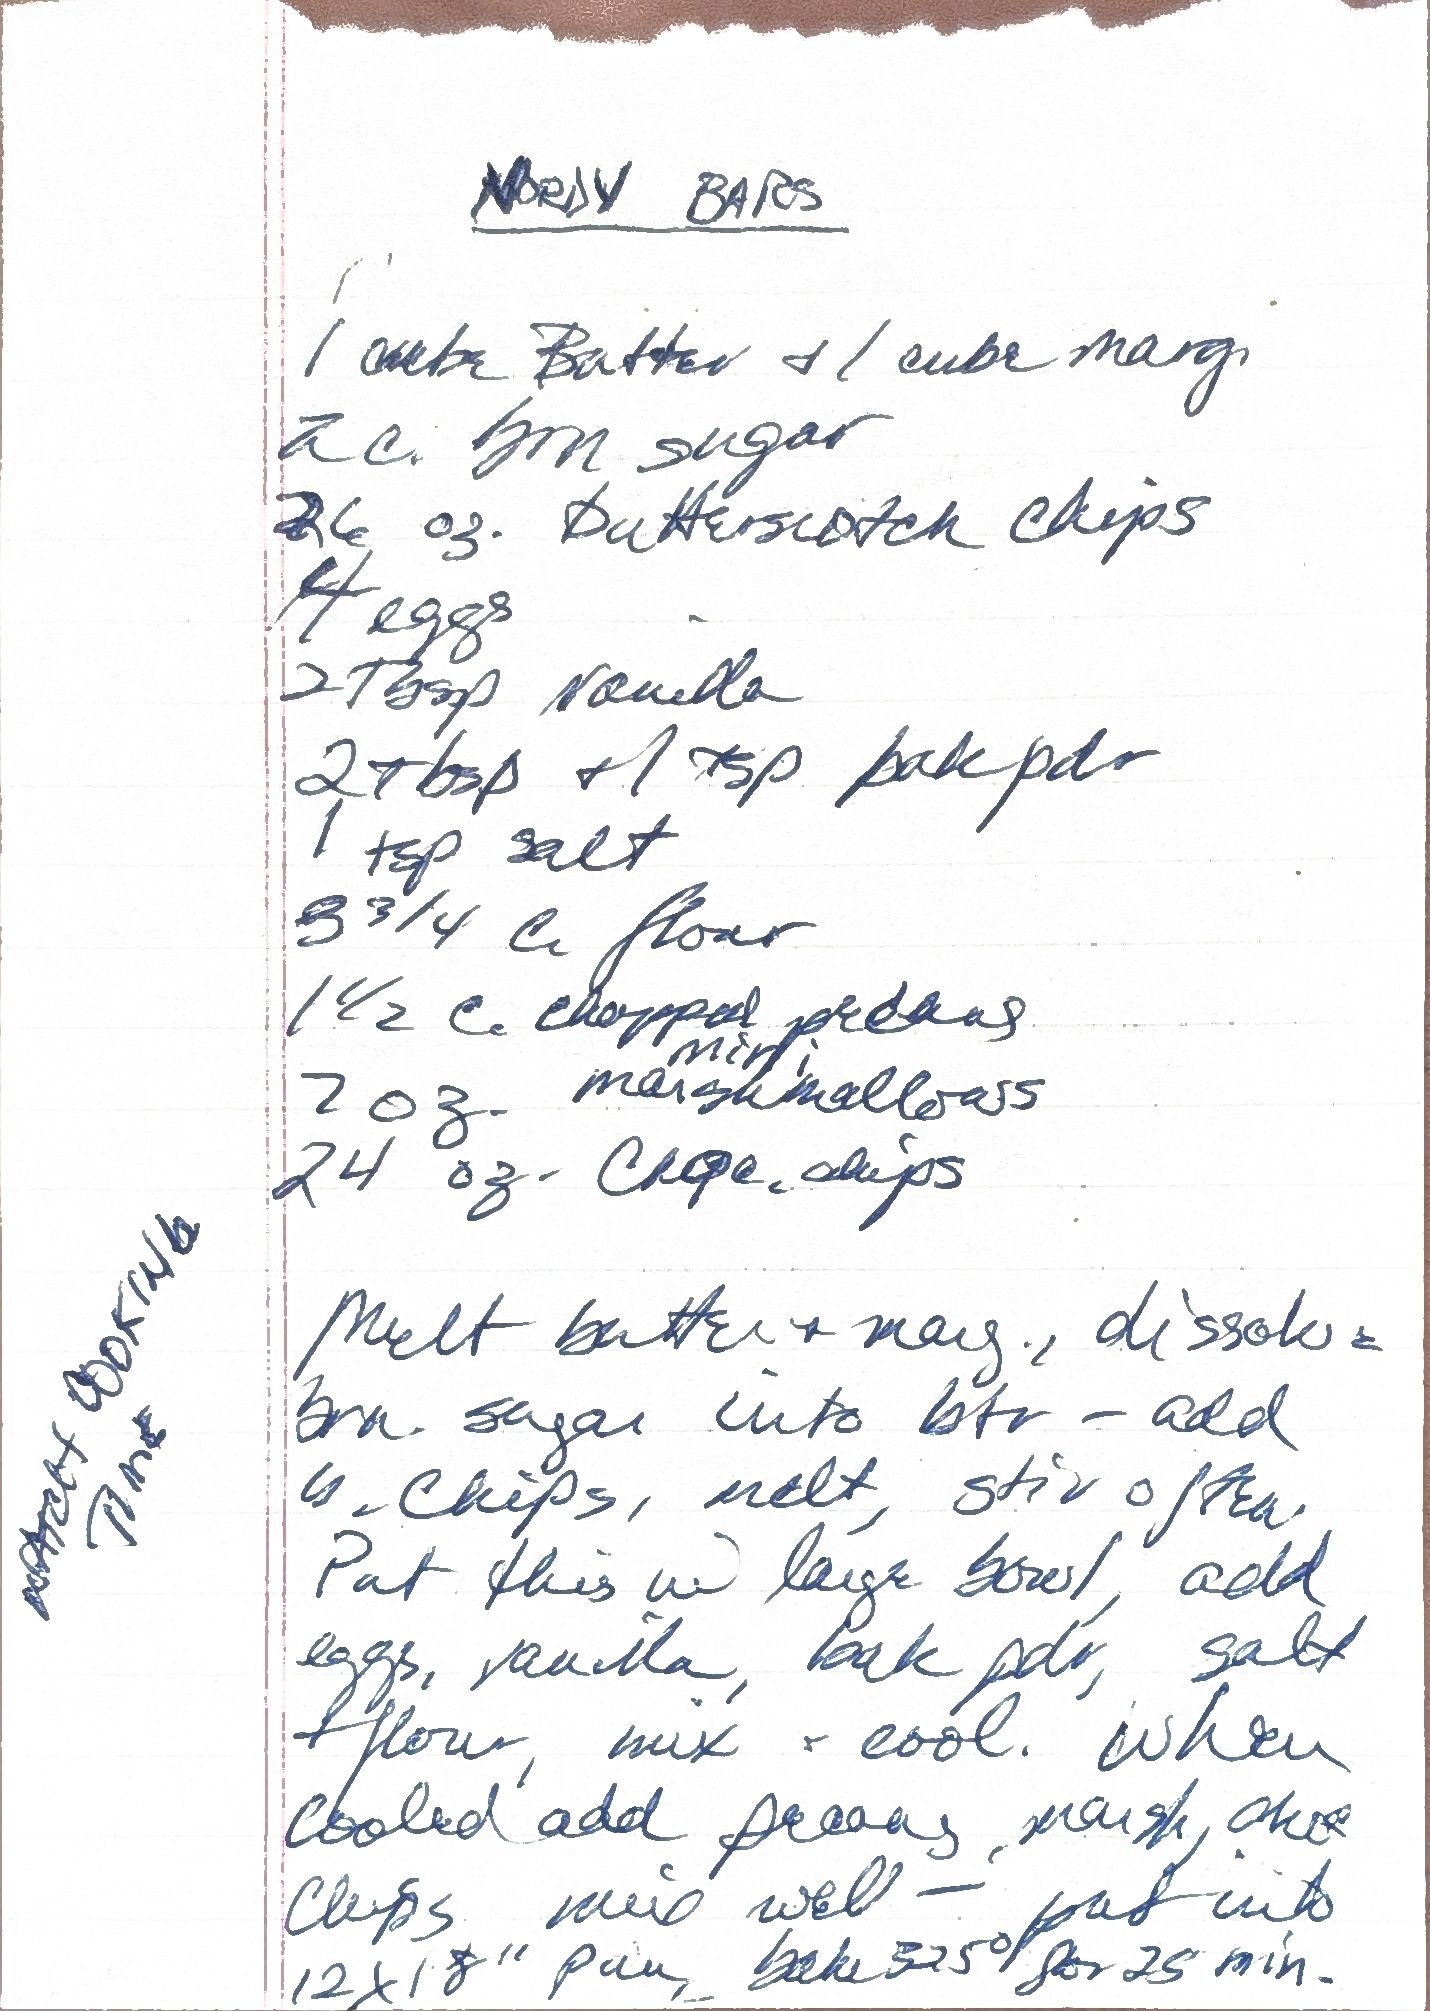 NORDY BARS
1 cube Butter + 1 cube marg.
2 c. brn sugar
26 oz. butterscotch chips
4 eggs
2 Tbsp vanilla
2 Tbsp + 1 tsp bak pdr
1 tsp salt
3 3/4 c. flour
1 1/2 c. chopped pecans
mini
7 oz. marshmallows
24 oz. Choc. chips
Melt butter + marg., dissolve
brn. sugar into btr - add
b. Chips, melt, stir often.
Put this in large bowl, add
eggs, vanilla, bak pdr, salt
+ flour, mix + cool. When
cooled add pecans, marsh, choc
Chips mix well — put into
12x18" pan, bake 325° for 25 min.
WATCH COOKING
TIME